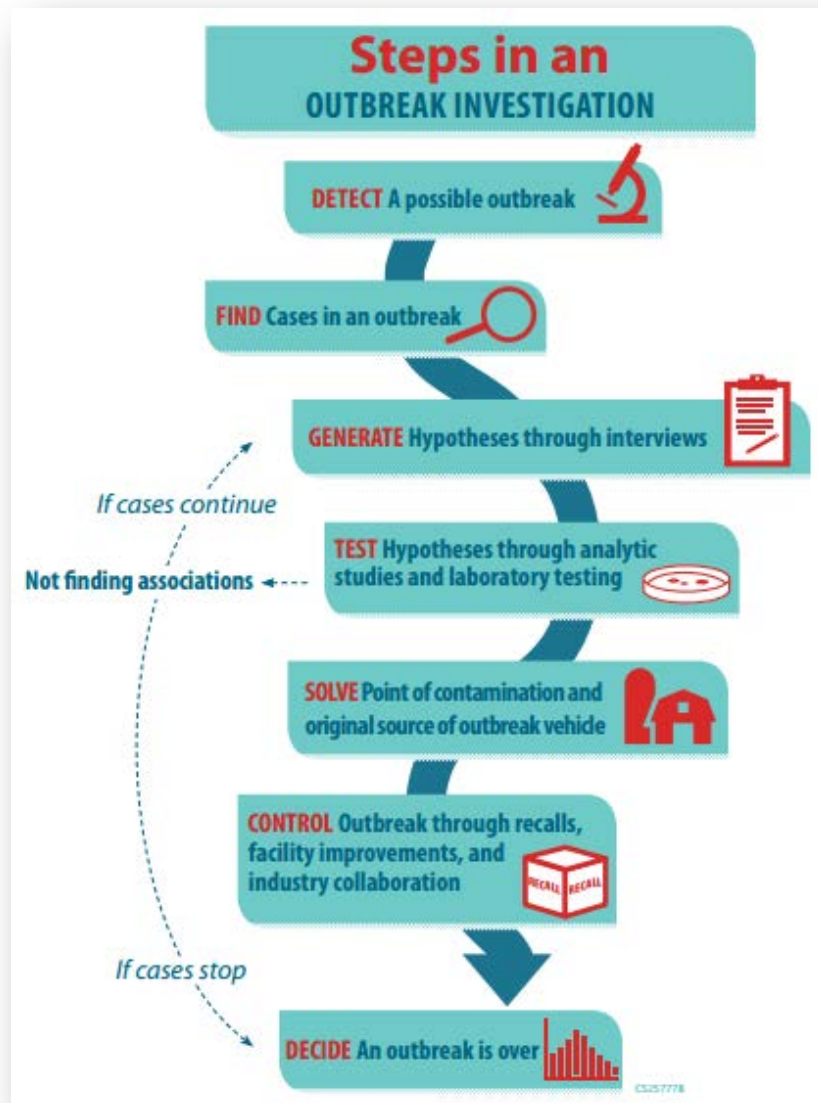 Steps in an
OUTBREAK INVESTIGATION
DETECT A possible outbreak
FIND Cases in an outbreak
GENERATE Hypotheses through interviews
If cases continue
TEST Hypotheses through analytic
studies and laboratory testing
Not finding associations
SOLVE Point of contamination and
original source of outbreak vehicle
CONTROL Outbreak through recalls,
facility improvements, and
industry collaboration
RECALL RECALL
If cases stop
DECIDE An outbreak is over
CS257778